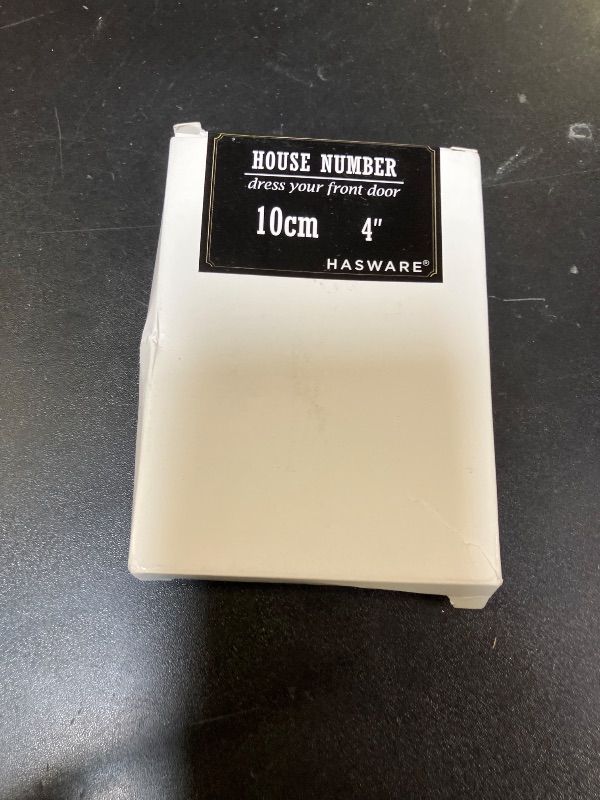 HOUSE NUMBER
dress your front door
10cm 4"
HASWARE®